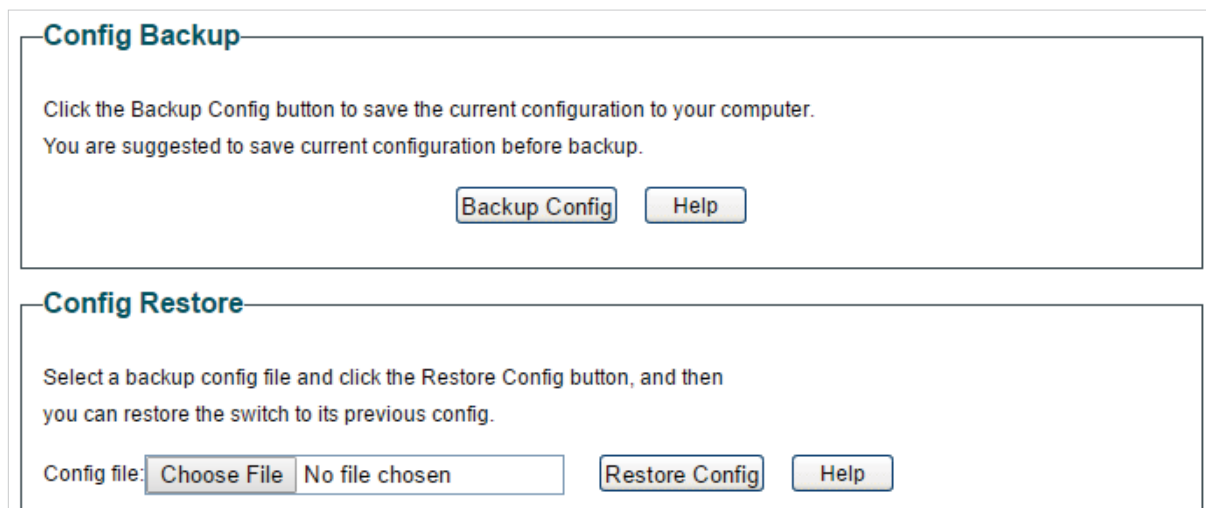 Config Backup
Click the Backup Config button to save the current configuration to your computer.
You are suggested to save current configuration before backup.
Backup Config Help
Config Restore
Select a backup config file and click the Restore Config button, and then
you can restore the switch to its previous config.
Config file: Choose File No file chosen Restore Config Help